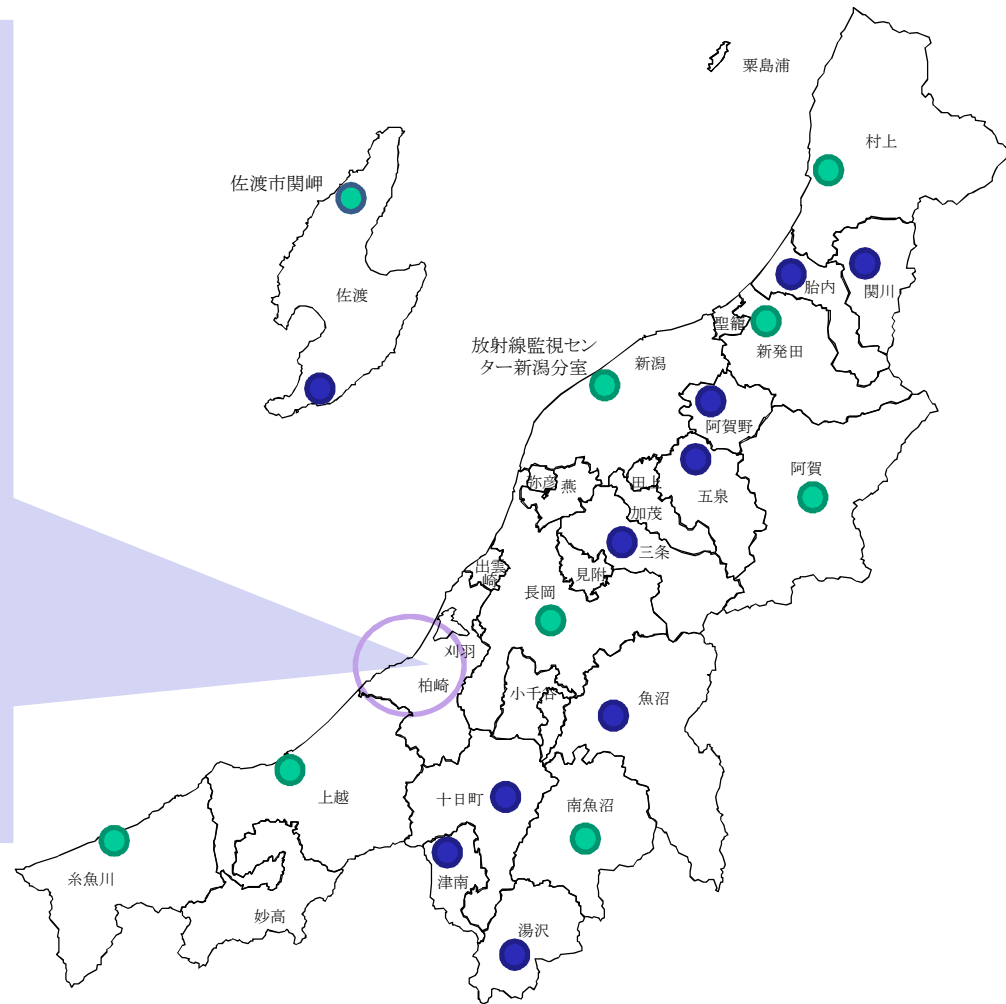 粟島浦
村上
佐渡市関岬
佐渡
胎内
関川
聖籠
新発田
放射線監視セン
ター新潟分室
新潟
阿賀野
阿賀
五泉
弥彦
燕
田上
加茂
三条
出雲
崎
見附
長岡
刈羽
柏崎
小千谷
魚沼
上越
十日町
南魚沼
糸魚川
津南
妙高
湯沢